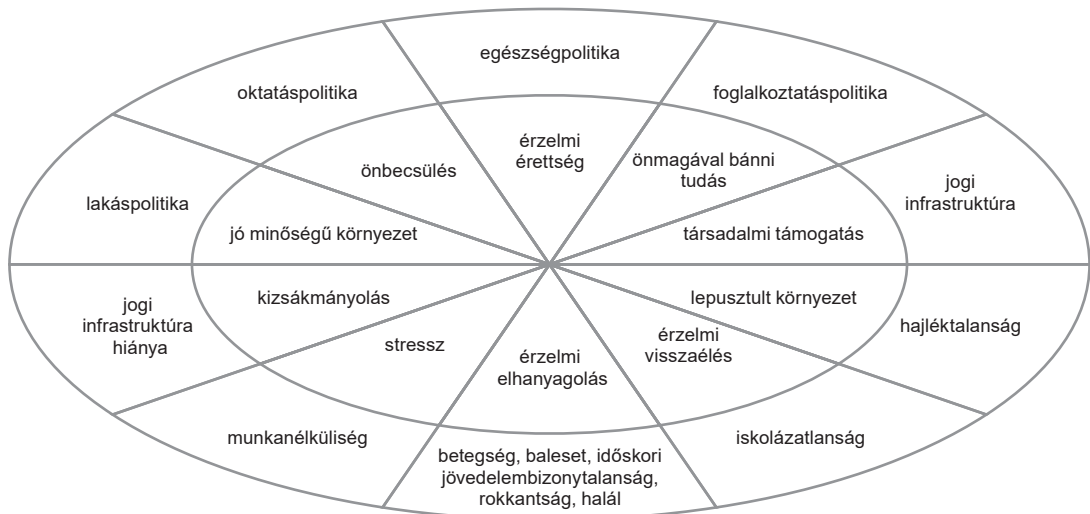 egészségpolitika
oktatáspolitika
foglalkoztatáspolitika
érzelmi
érettség
önbecsülés
önmagával bánni
tudás
lakáspolitika
jogi
infrastruktúra
jó minőségű környezet
társadalmi támogatás
jogi
infrastruktúra
hiánya
kizsákmányolás
lepusztult környezet
hajléktalanság
stressz
érzelmi
elhanyagolás
érzelmi
visszaélés
munkanélküliség
iskolázatlanság
betegség, baleset, időskori
jövedelembizonytalanság,
rokkantság, halál